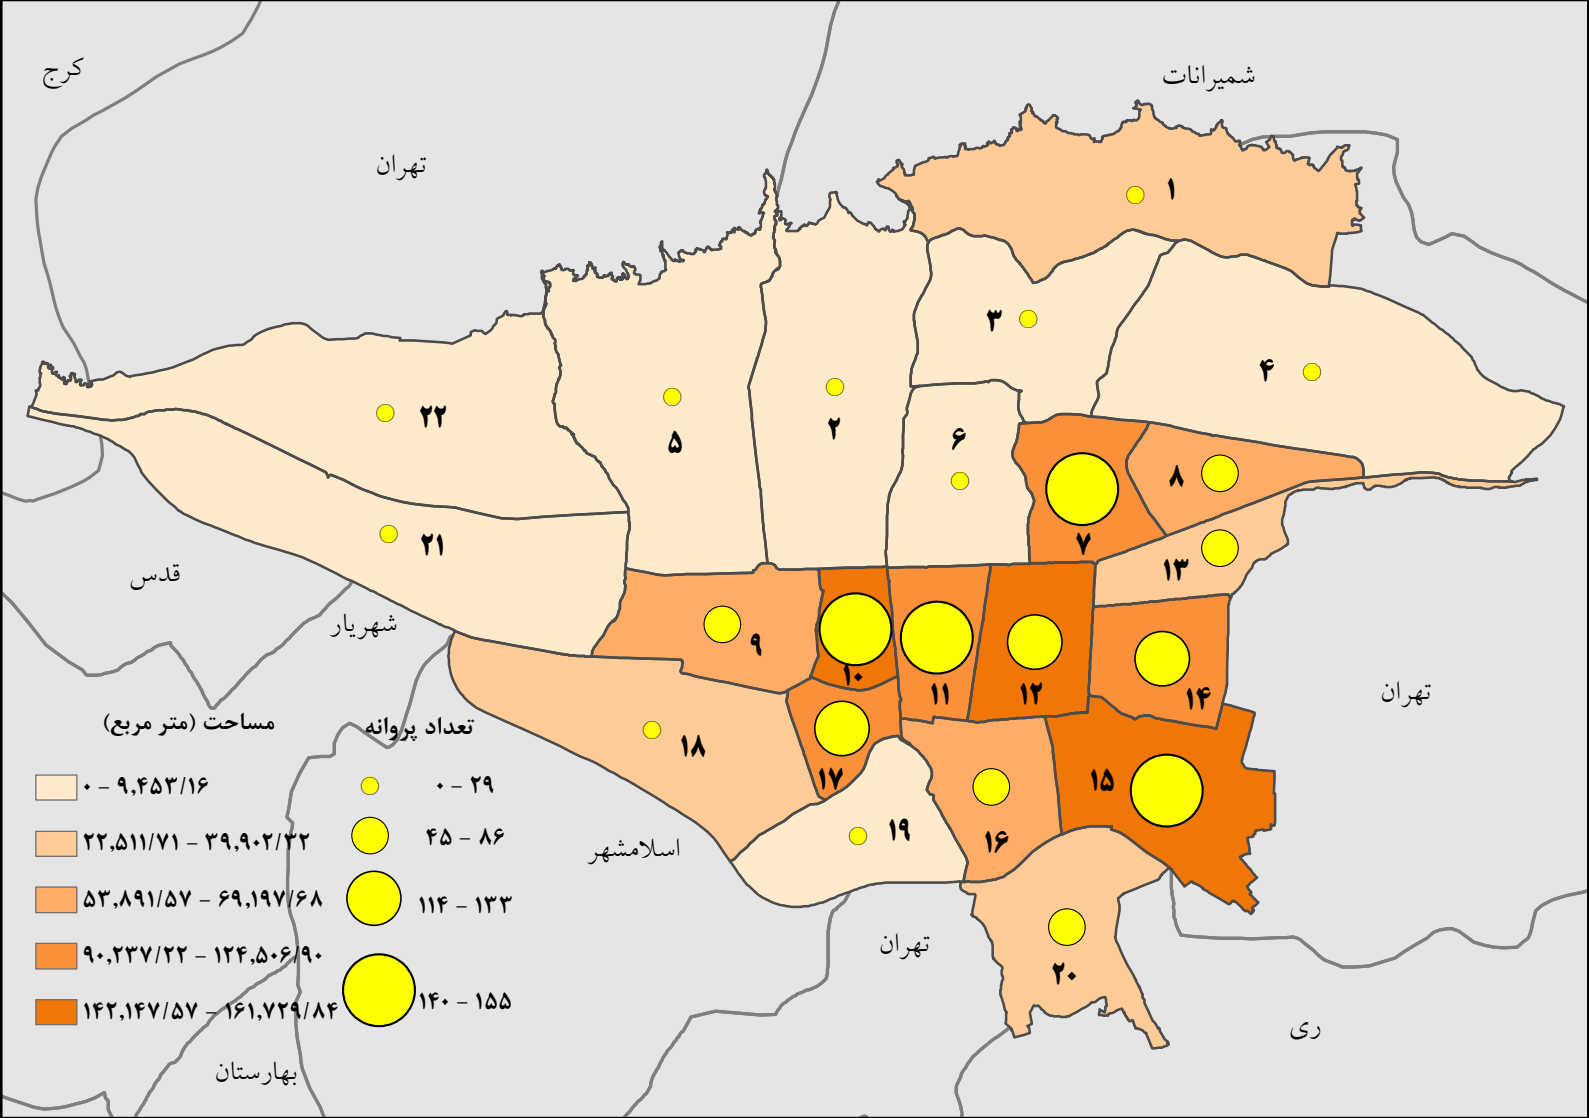 کرج
شمیرانات
تهران
۱
۳
۴
۲۲
۵
۲
۶
۸
۲۱
۷
۱۳
قدس
شهریار
۹
۱۰
۱۱
۱۲
۱۴
تهران
مساحت (متر مربع)
تعداد پروانه
۱۸
۱۷
۱۵
۰ - ۹,۴۵۳/۱۶
۲۲,۵۱۱/۷۱ - ۳۹,۹۰۲/۳۲
۵۳,۸۹۱/۵۷ - ۶۹,۱۹۷/۶۸
۹۰,۲۳۷/۲۲ - ۱۲۴,۵۰۶/۹۰
۱۴۲,۱۴۷/۵۷ - ۱۶۱,۷۲۹/۸۴
۰ - ۲۹
۴۵ - ۸۶
۱۱۴ - ۱۳۳
۱۴۰ - ۱۵۵
اسلامشهر
۱۹
۱۶
تهران
۲۰
ری
بهارستان